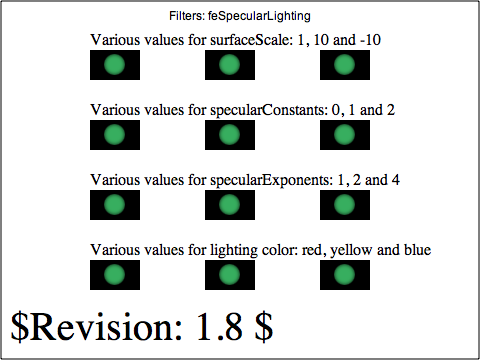 Filters: feSpecularLighting
Various values for surfaceScale: 1, 10 and -10
Various values for specularConstants: 0, 1 and 2
Various values for specularExponents: 1, 2 and 4
Various values for lighting color: red, yellow and blue
$Revision: 1.8 $